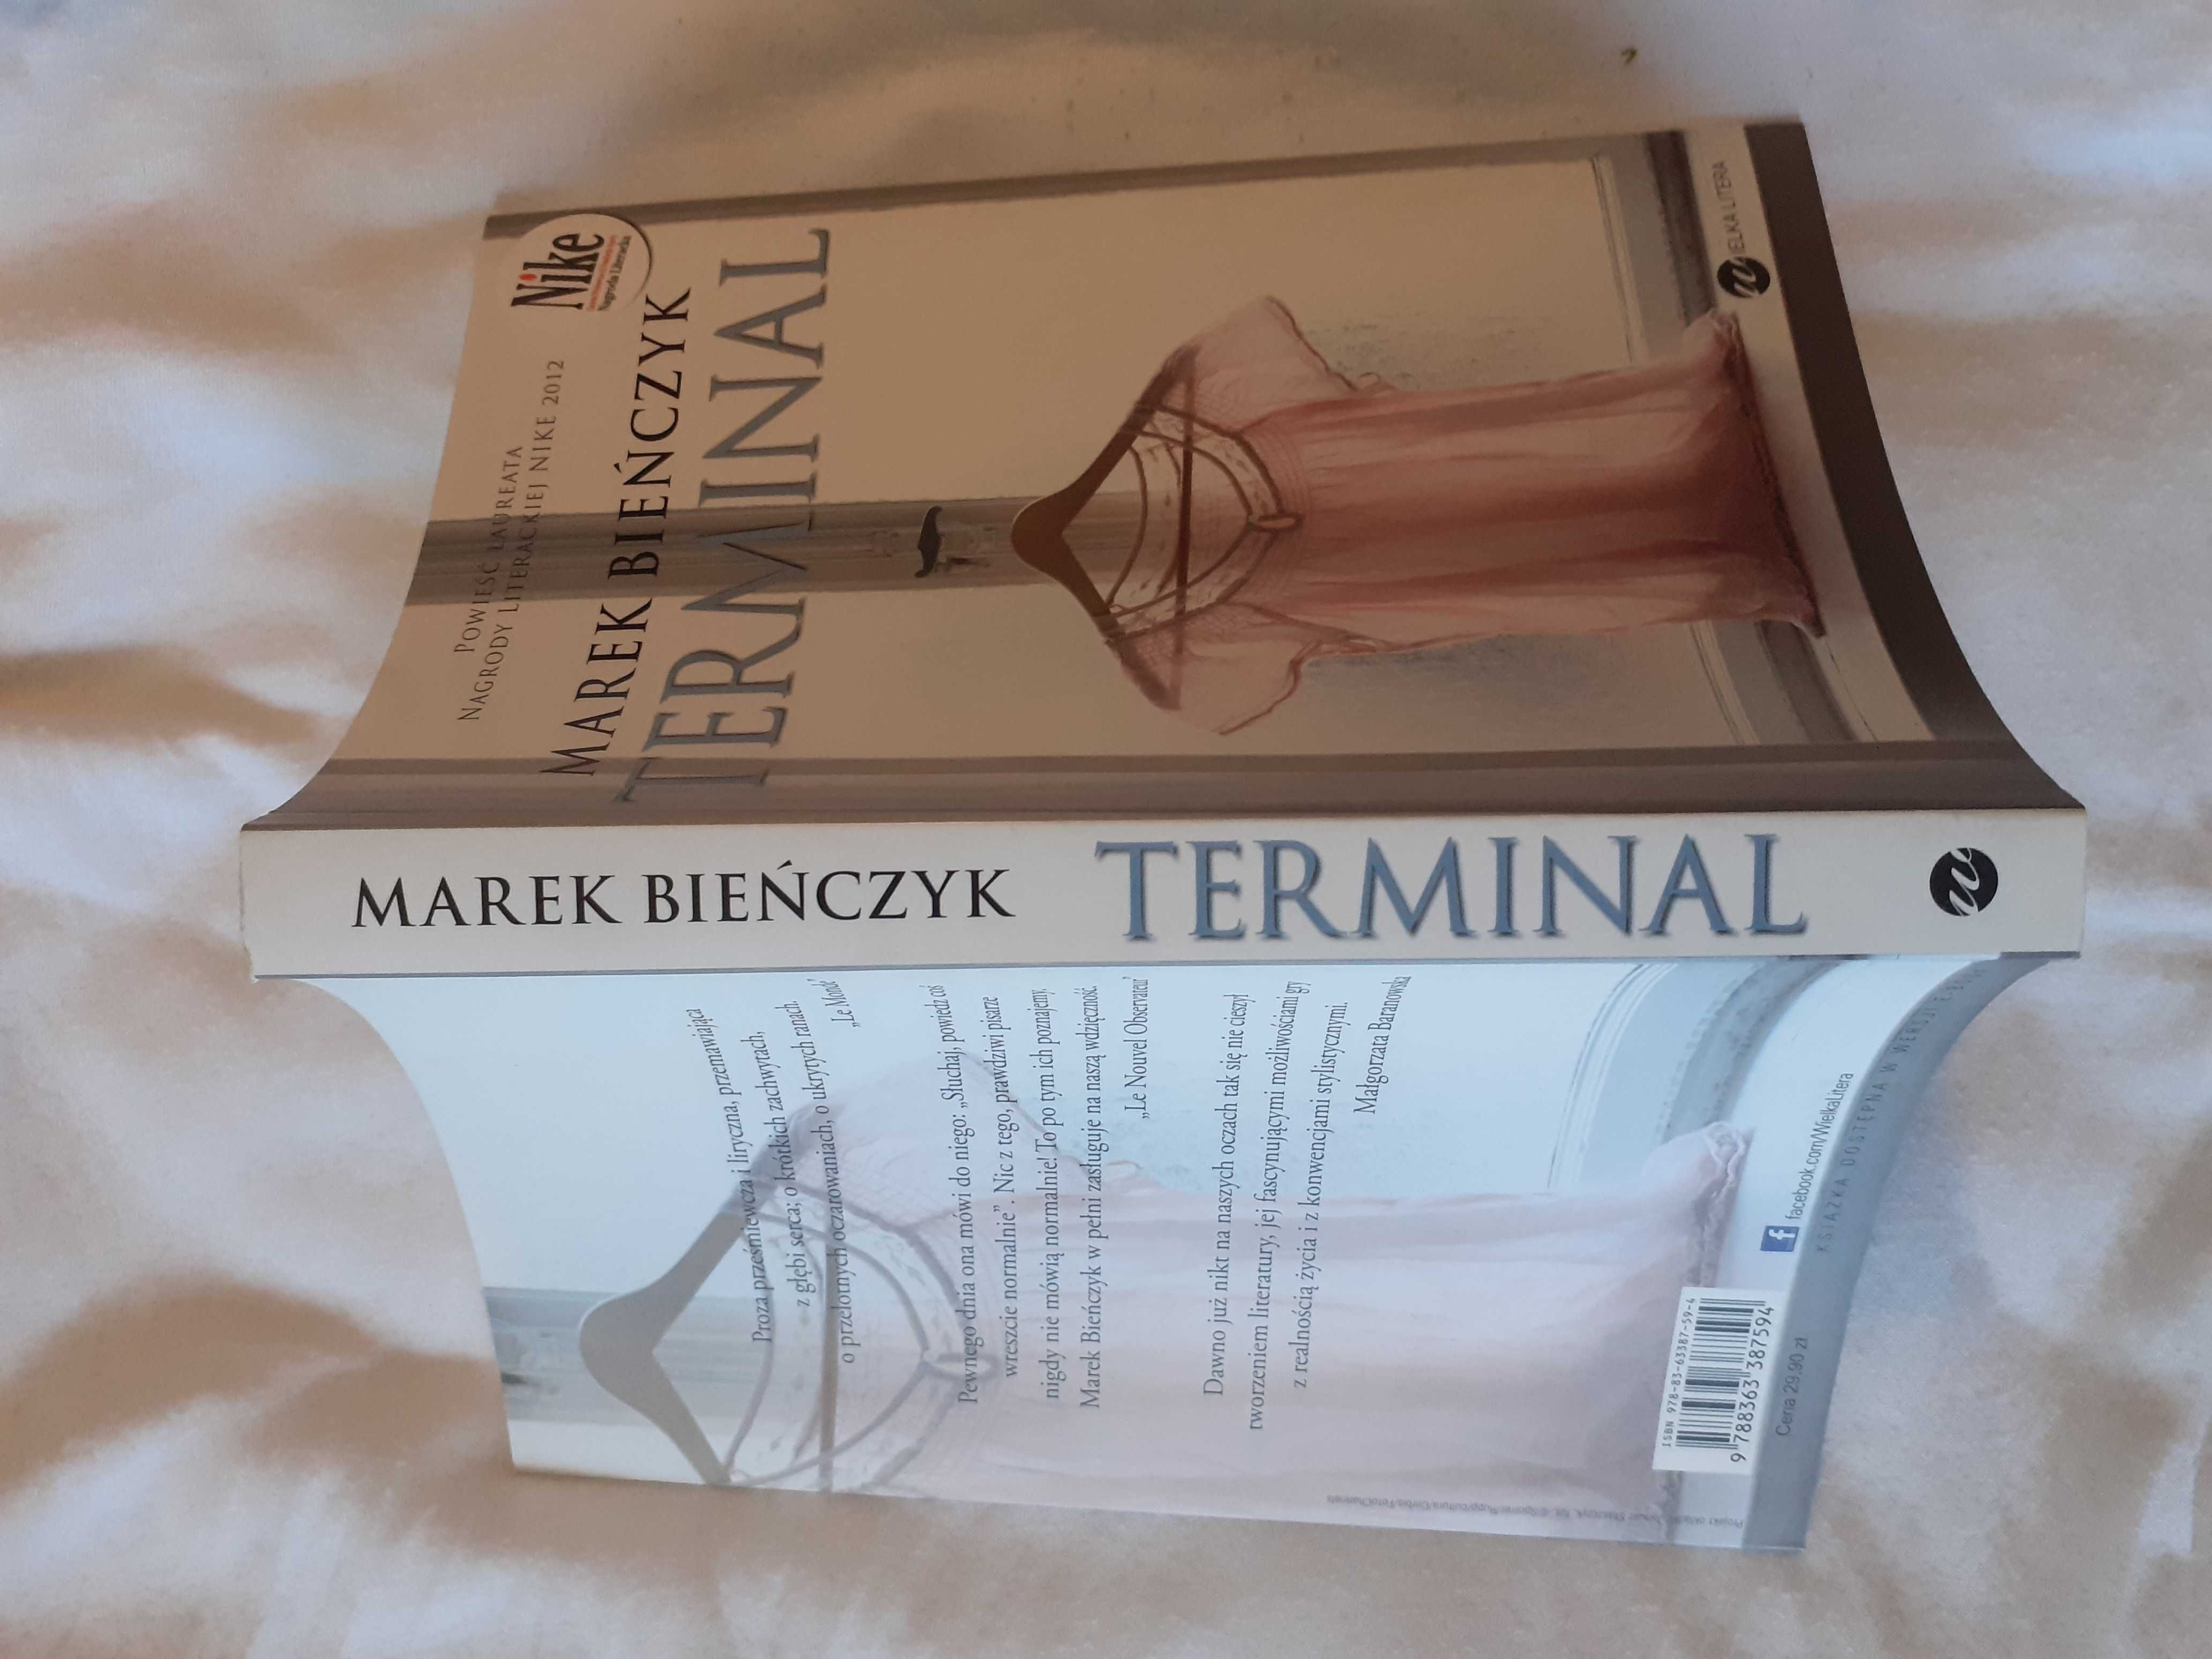 POWIEŚĆ LAUREATA
NAGRODY LITERACKIEJ NIKE 2012
Nike
Nagroda Literacka
MAREK BIEŃCZYK
TERMINAL
WIELKA LITERA
MAREK BIEŃCZYK TERMINAL
Proza prześmiewcza i liryczna, przemawiająca
z głębi serca; o krótkich zachwytach,
o przelotnych oczarowaniach, o ukrytych ranach.
„Le Monde”
Pewnego dnia ona mówi do niego: „Słuchaj, powiedz coś
wreszcie normalnie”. Nic z tego, prawdziwi pisarze
nigdy nie mówią normalnie! To po tym ich poznajemy.
Marek Bieńczyk w pełni zasługuje na naszą wdzięczność.
„Le Nouvel Observateur”
Dawno już nikt na naszych oczach tak się nie cieszył
tworzeniem literatury, jej fascynującymi możliwościami gry
z realnością życia i z konwencjami stylistycznymi.
Małgorzata Baranowska
facebook.com/WielkaLitera
KSIĄŻKA DOSTĘPNA W WERSJI
ISBN 978-83-63387-59-4
9 788363 387594
Cena 29,90 zł
Projekt okładki